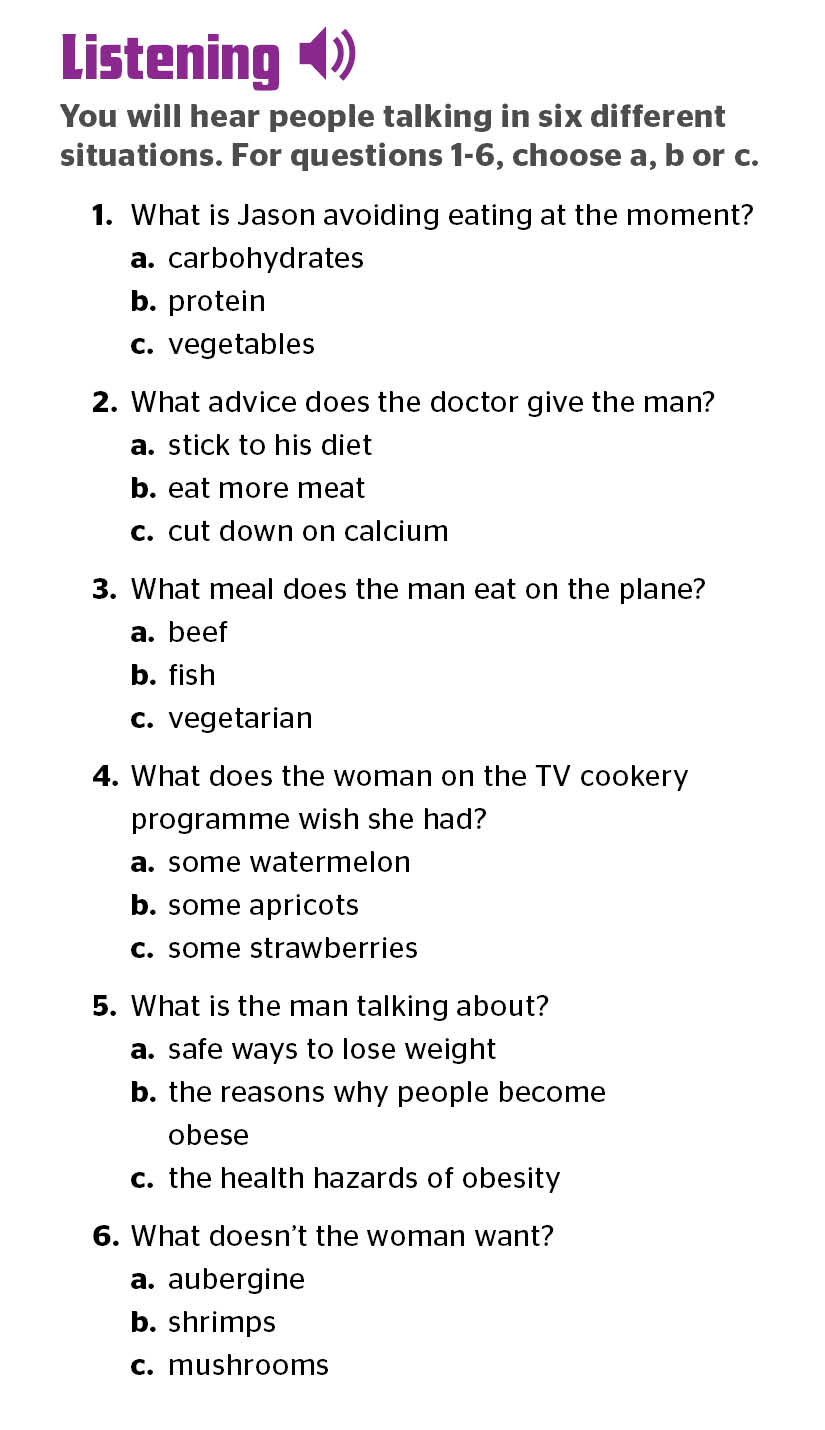 Listening
You will hear people talking in six different
situations. For questions 1-6, choose a, b or c.
1. What is Jason avoiding eating at the moment?
a. carbohydrates
b. protein
c. vegetables
2. What advice does the doctor give the man?
a. stick to his diet
b. eat more meat
c. cut down on calcium
3. What meal does the man eat on the plane?
a. beef
b. fish
c. vegetarian
4. What does the woman on the TV cookery
programme wish she had?
a. some watermelon
b. some apricots
c. some strawberries
5. What is the man talking about?
a. safe ways to lose weight
b. the reasons why people become
obese
c. the health hazards of obesity
6. What doesn’t the woman want?
a. aubergine
b. shrimps
c. mushrooms